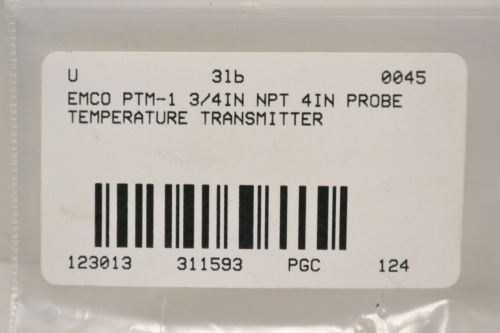 U 31b 0045
EMCO PTM-1 3/4IN NPT 4IN PROBE
TEMPERATURE TRANSMITTER
123013 311593 PGC 124